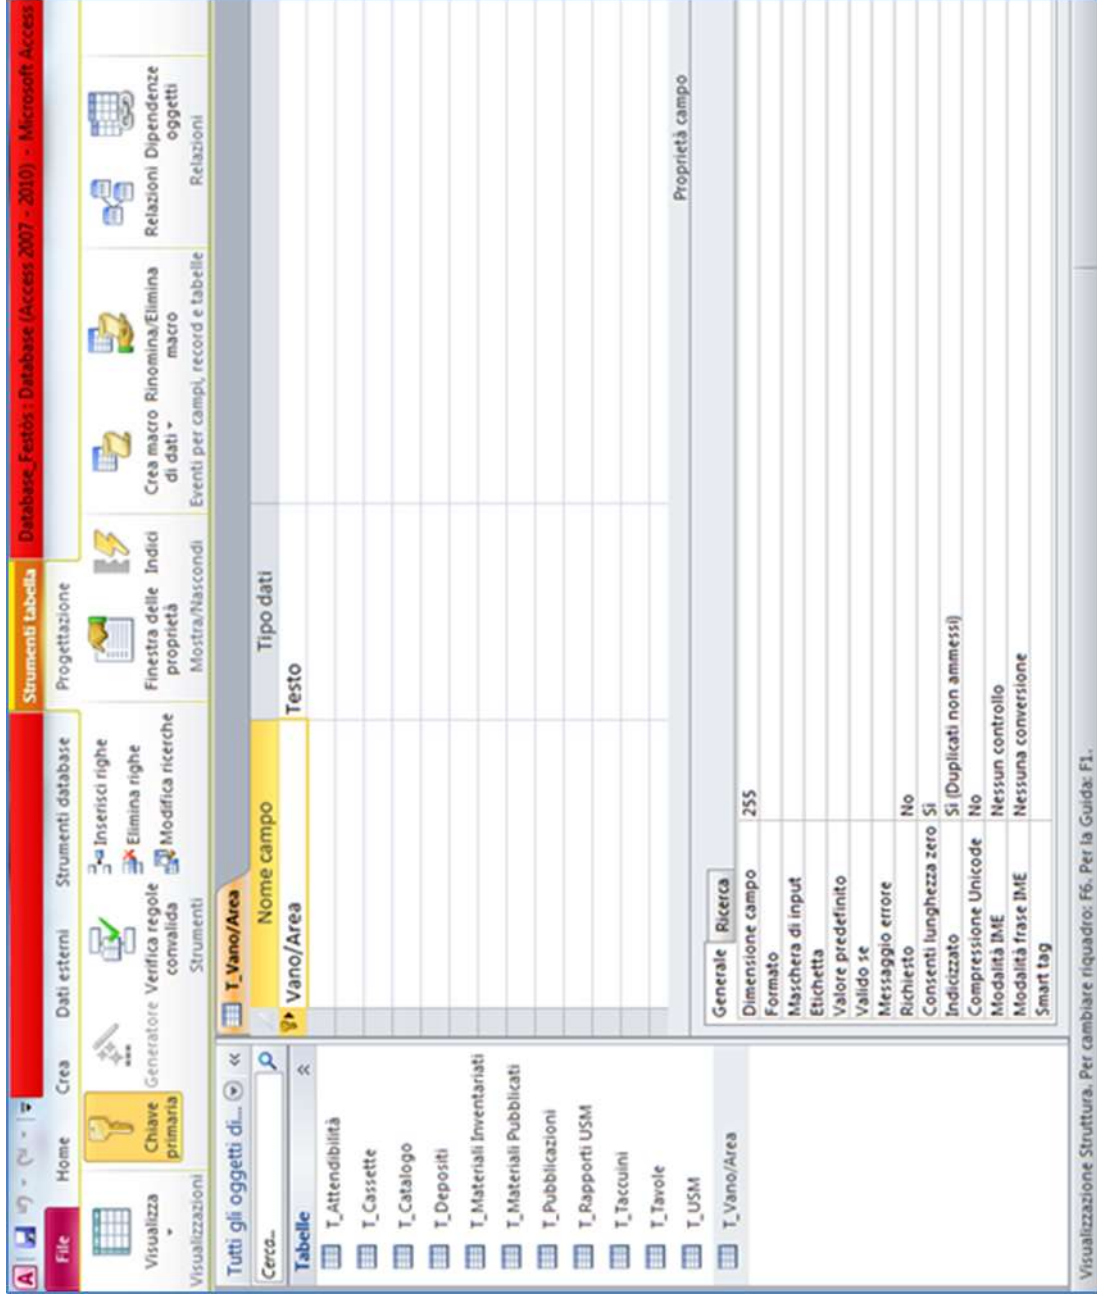 Strumenti tabella
Database_Festòs : Database (Access 2007 - 2010) - Microsoft Access
File
Home
Crea
Dati esterni
Strumenti database
Progettazione
Visualizza
Chiave primaria
Generatore
Verifica regole convalida
Inserisci righe
Elimina righe
Modifica ricerche
Finestra delle proprietà
Indici
Crea macro di dati
Rinomina/Elimina macro
Relazioni
Dipendenze oggetti
Visualizzazioni
Strumenti
Mostra/Nascondi
Eventi per campi, record e tabelle
Relazioni
Tutti gli oggetti di...
Cerca...
Tabelle
T_Attendibilità
T_Cassette
T_Catalogo
T_Depositi
T_Materiali Inventariati
T_Materiali Pubblicati
T_Pubblicazioni
T_Rapporti USM
T_Taccuini
T_Tavole
T_USM
T_Vano/Area
T_Vano/Area
Nome campo
Tipo dati
Vano/Area
Testo
Proprietà campo
Generale
Ricerca
Dimensione campo 255
Formato
Maschera di input
Etichetta
Valore predefinito
Valido se
Messaggio errore
Richiesto No
Consenti lunghezza zero Sì
Indicizzato Sì (Duplicati non ammessi)
Compressione Unicode No
Modalità IME Nessun controllo
Modalità frase IME Nessuna conversione
Smart tag
Visualizzazione Struttura. Per cambiare riquadro: F6. Per la Guida: F1.